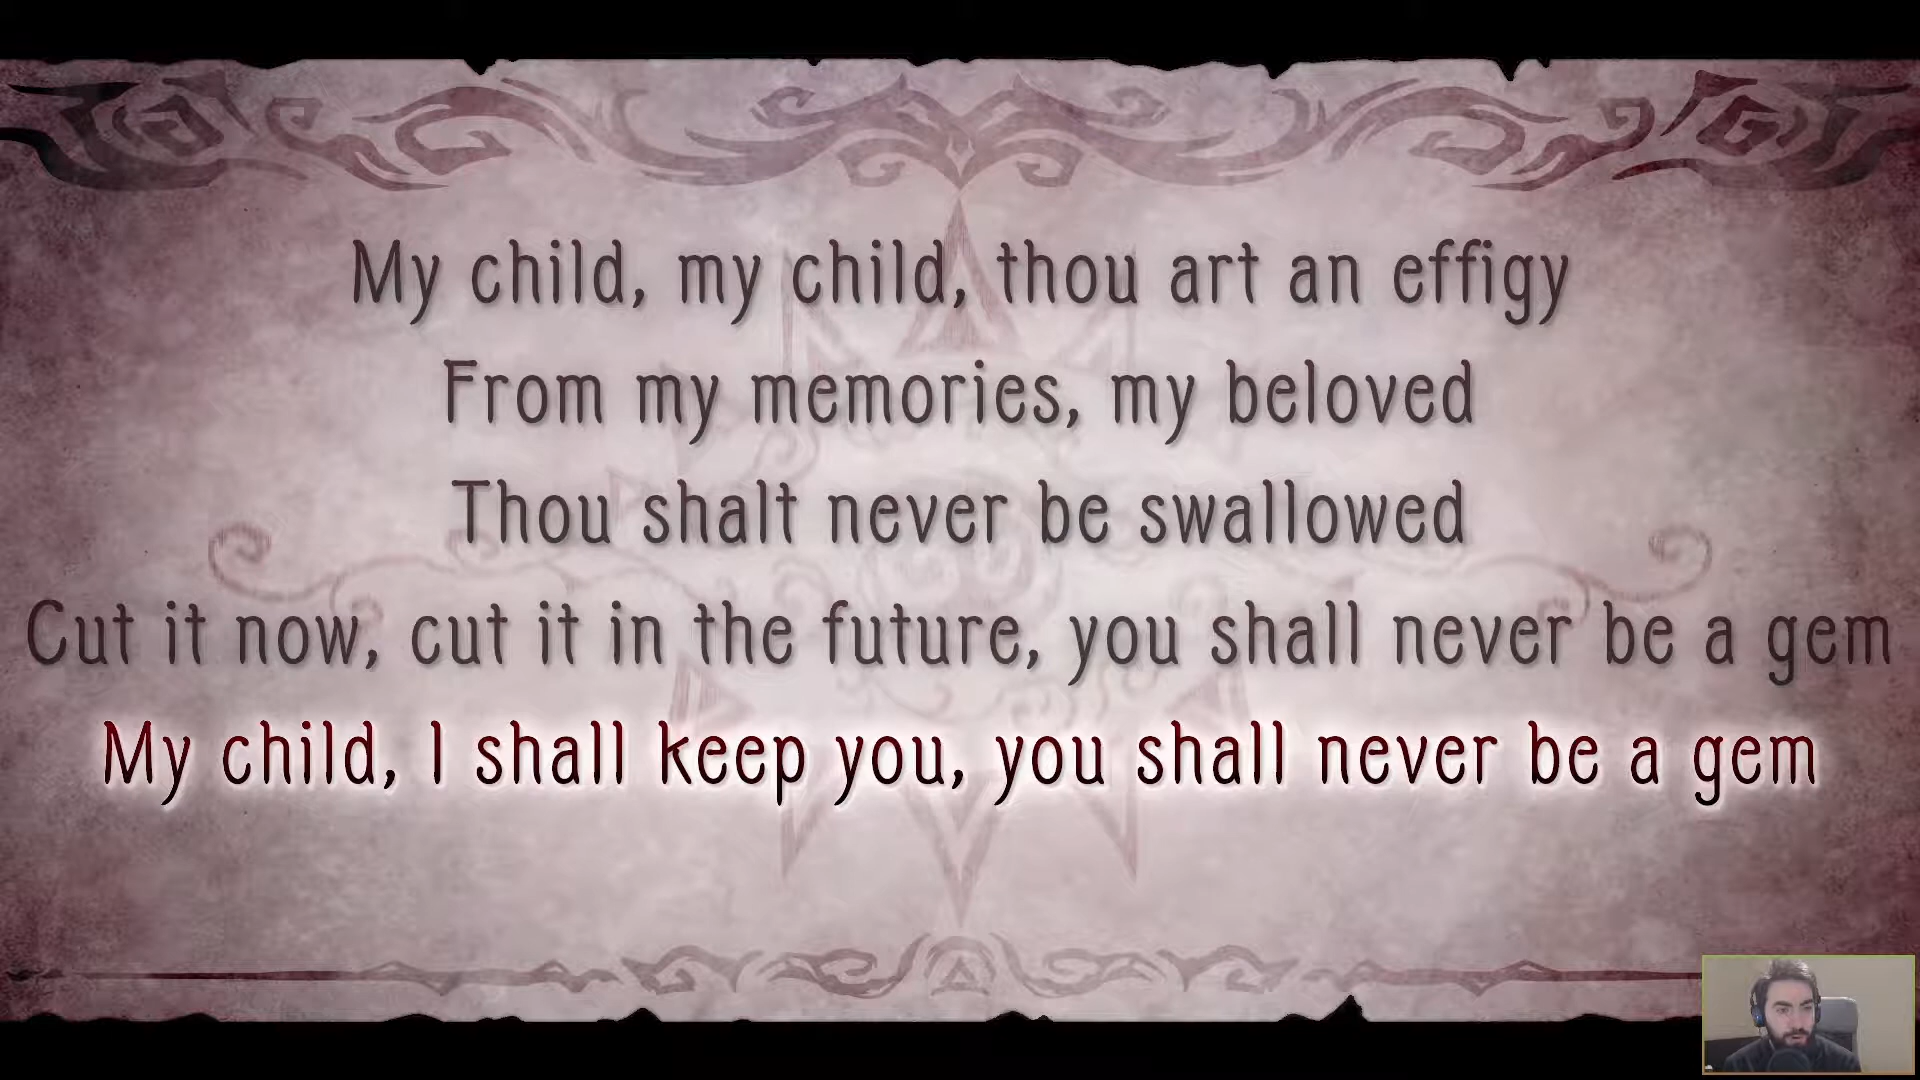 My child, my child, thou art an effigy
From my memories, my beloved
Thou shalt never be swallowed
Cut it now, cut it in the future, you shall never be a gem
My child, I shall keep you, you shall never be a gem